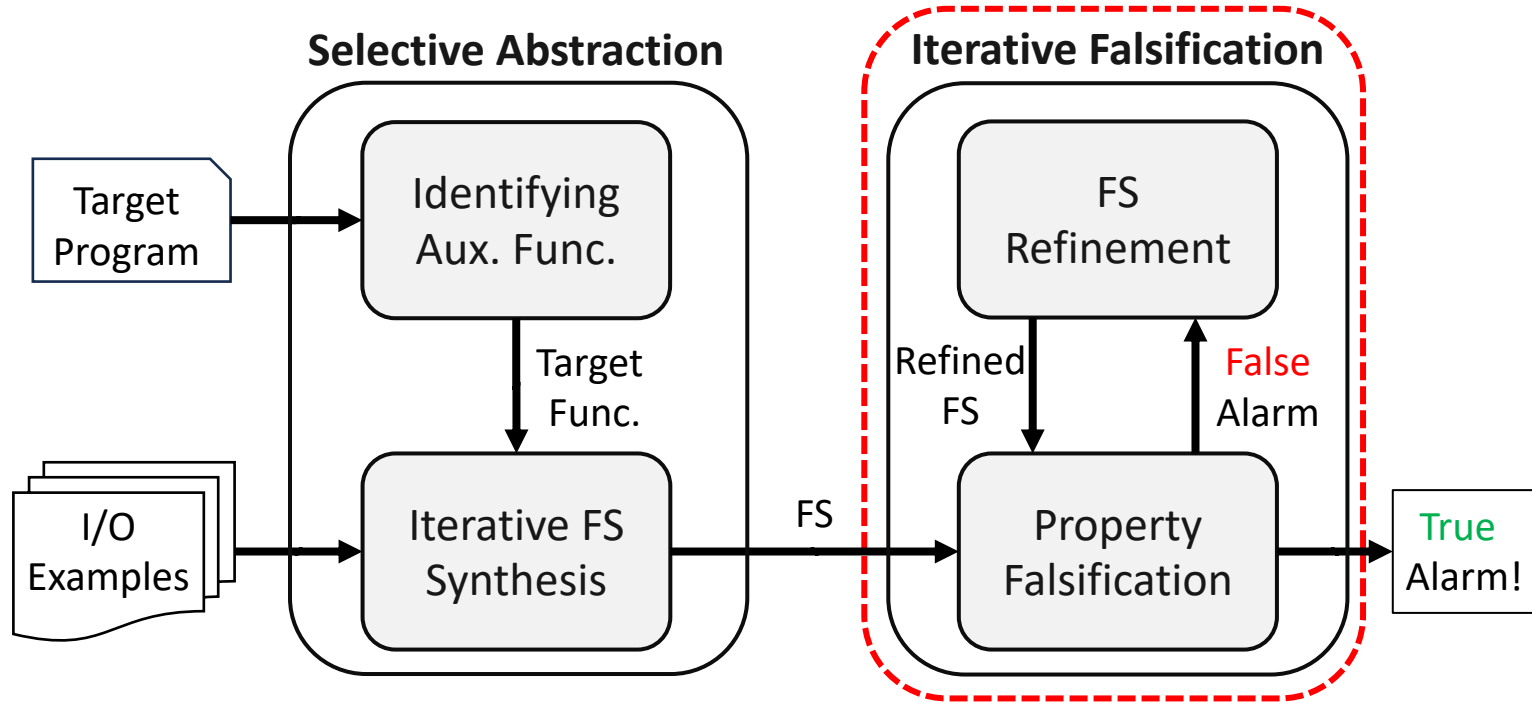 Selective Abstraction
Iterative Falsification
Target
Program
Identifying
Aux. Func.
Target
Func.
I/O
Examples
Iterative FS
Synthesis
FS
FS
Refinement
Refined
FS
False
Alarm
Property
Falsification
True
Alarm!